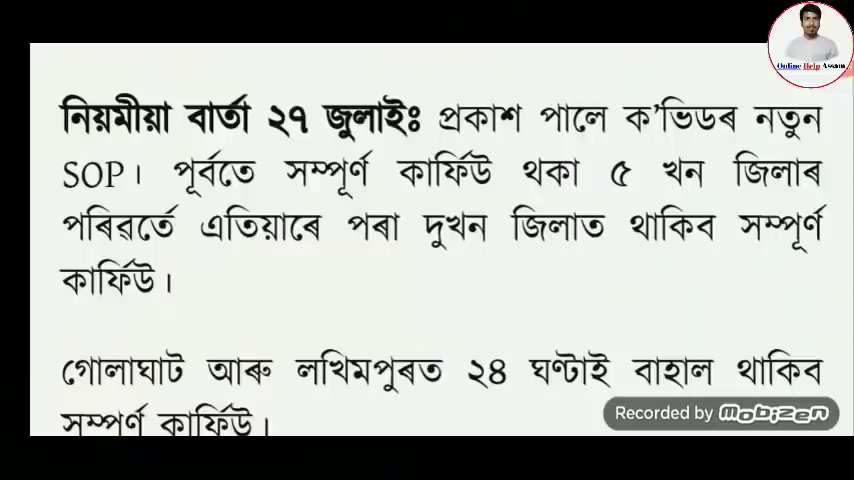 Online Help Assam
নিয়মীয়া বাৰ্তা ২৭ জুলাইঃ প্ৰকাশ পালে ক’ভিডৰ নতুন
SOP। পূৰ্বতে সম্পূৰ্ণ কাৰ্ফিউ থকা ৫ খন জিলাৰ
পৰিৱৰ্তে এতিয়াৰে পৰা দুখন জিলাত থাকিব সম্পূৰ্ণ
কাৰ্ফিউ।
গোলাঘাট আৰু লখিমপুৰত ২৪ ঘণ্টাই বাহাল থাকিব
সম্পূৰ্ণ কাৰ্ফিউ।
Recorded by MOBIZEN